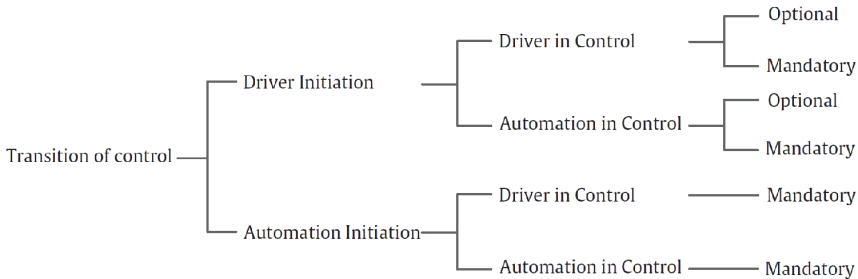 Optional
Driver in Control
Mandatory
Driver Initiation
Optional
Automation in Control
Mandatory
Transition of control
Driver in Control
Mandatory
Automation Initiation
Automation in Control
Mandatory